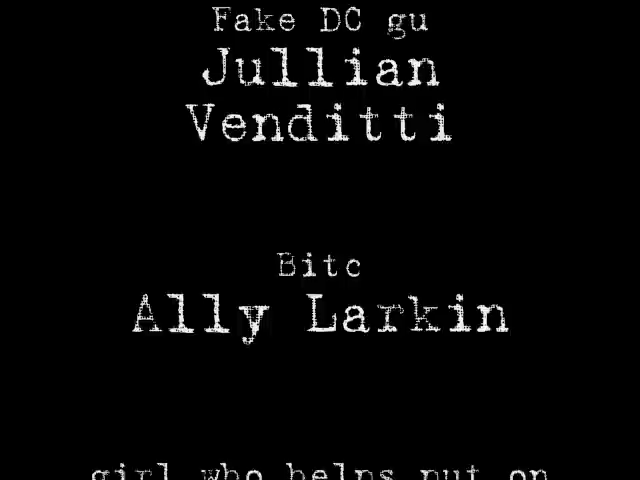 Fake DC gu
Jullian
Venditti
Bitc
Ally Larkin
girl who helps put on